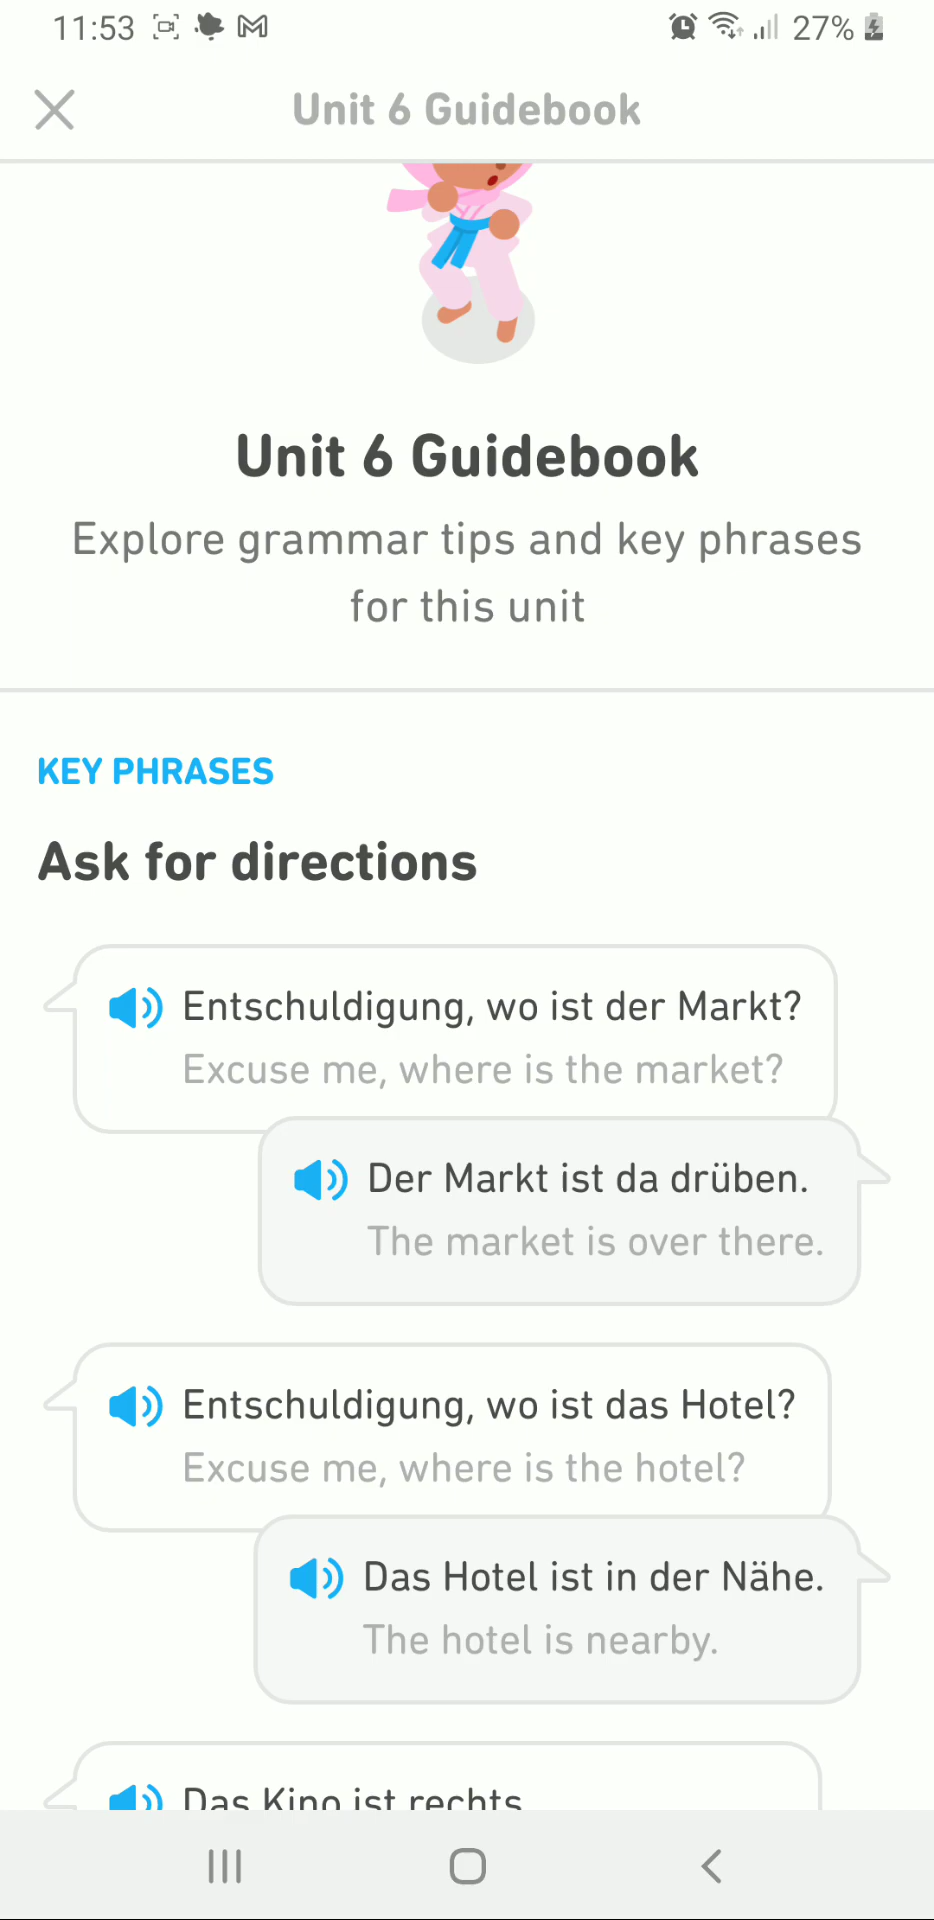 11:53
27%
Unit 6 Guidebook
Unit 6 Guidebook
Explore grammar tips and key phrases
for this unit
KEY PHRASES
Ask for directions
Entschuldigung, wo ist der Markt?
Excuse me, where is the market?
Der Markt ist da drüben.
The market is over there.
Entschuldigung, wo ist das Hotel?
Excuse me, where is the hotel?
Das Hotel ist in der Nähe.
The hotel is nearby.
Das Kino ist rechts